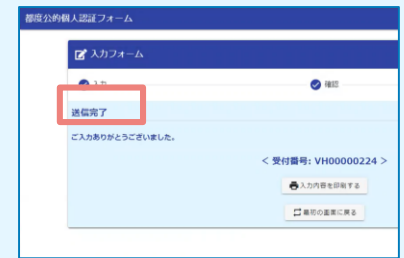 都度公的個人認証フォーム
入力フォーム
入力
確認
送信完了
ご入力ありがとうございました。
< 受付番号: VH00000224 >
入力内容を印刷する
最初の画面に戻る